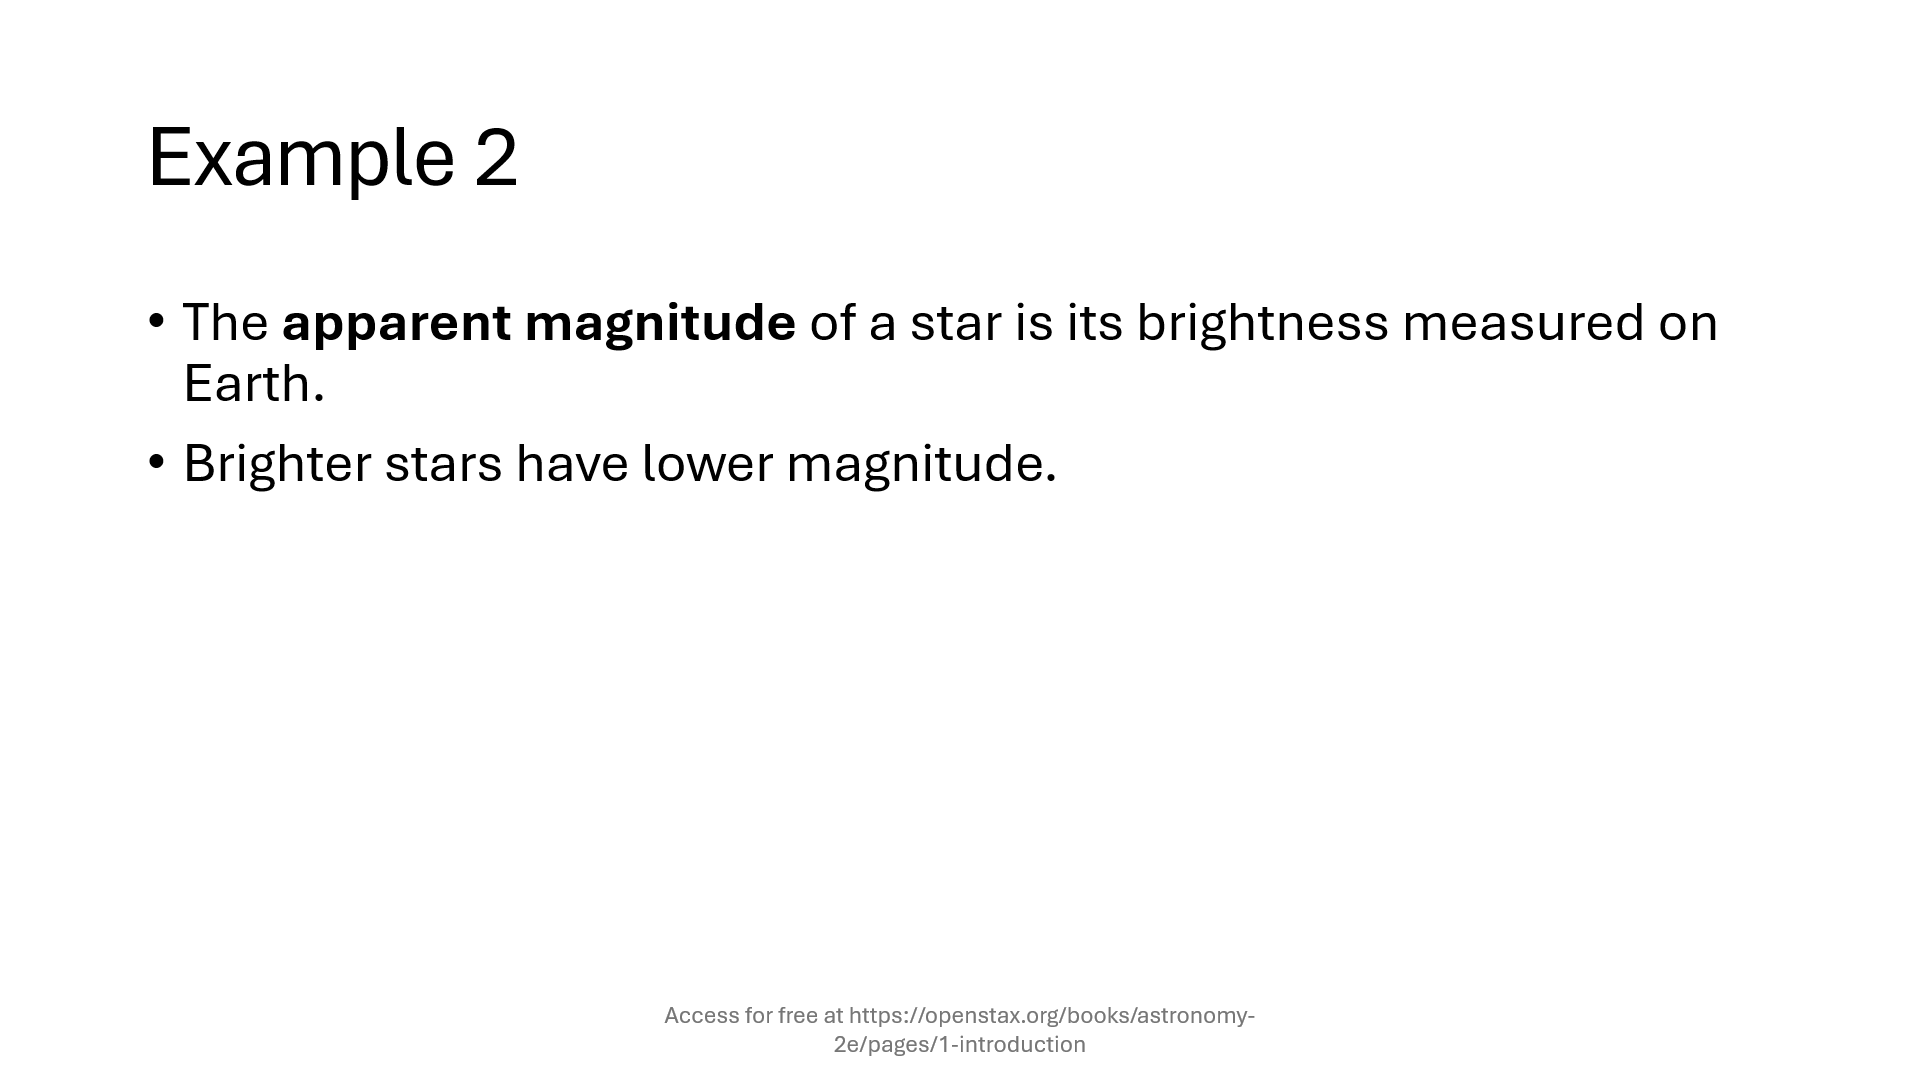 Example 2
• The apparent magnitude of a star is its brightness measured on
Earth.
• Brighter stars have lower magnitude.
Access for free at https://openstax.org/books/astronomy-
2e/pages/1-introduction